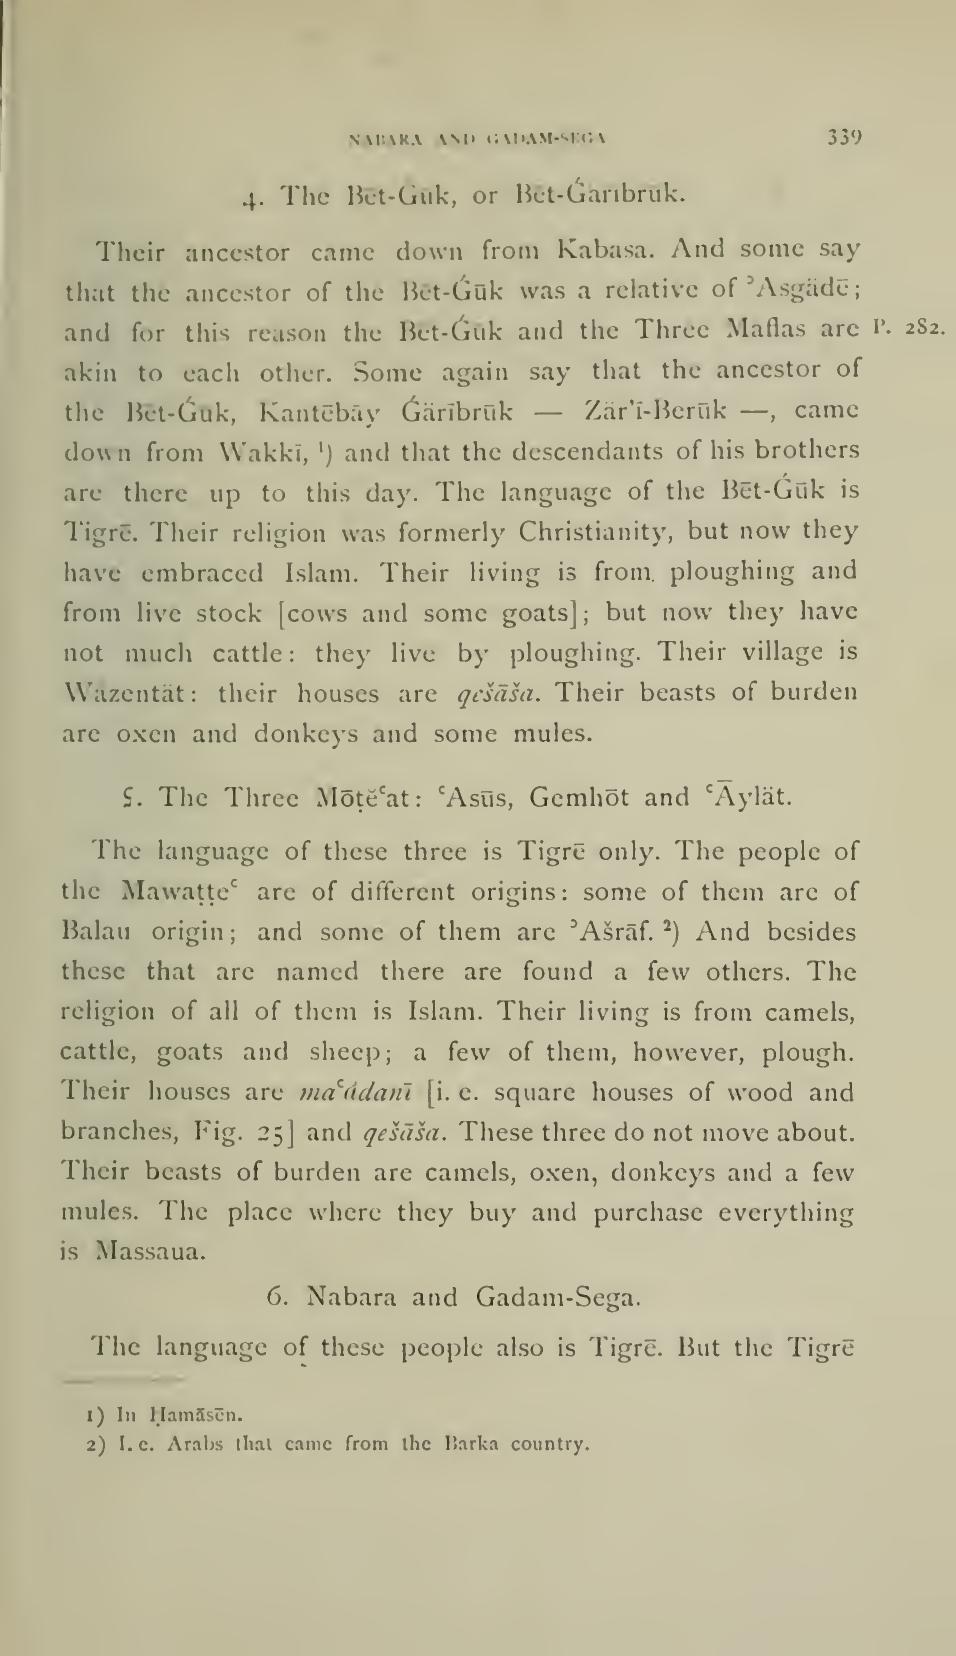 NABARA AND GADAM-SEGA 339
4. The Bēt-Ǵūk, or Bēt-Ǵarıbrūk.
Their ancestor came down from Kabasa. And some say
that the ancestor of the Bēt-Ǵūk was a relative of ʾAsgädē;
and for this reason the Bēt-Ǵūk and the Three Maflas are P. 282.
akin to each other. Some again say that the ancestor of
the Bēt-Ǵuk, Kantēbāy Ǵärībrūk — Zär'ī-Berūk —, came
down from Wakkī, ¹) and that the descendants of his brothers
are there up to this day. The language of the Bēt-Ǵūk is
Tigrē. Their religion was formerly Christianity, but now they
have embraced Islam. Their living is from ploughing and
from live stock [cows and some goats]; but now they have
not much cattle: they live by ploughing. Their village is
Wazentät: their houses are qešāša. Their beasts of burden
are oxen and donkeys and some mules.
5. The Three Mōṭĕʿat: ʿAsūs, Gemhōt and ʿĀylät.
The language of these three is Tigrē only. The people of
the Mawaṭṭeʿ are of different origins: some of them are of
Balau origin; and some of them are ʾAšrāf. ²) And besides
these that are named there are found a few others. The
religion of all of them is Islam. Their living is from camels,
cattle, goats and sheep; a few of them, however, plough.
Their houses are maʿādanī [i. e. square houses of wood and
branches, Fig. 25] and qešāša. These three do not move about.
Their beasts of burden are camels, oxen, donkeys and a few
mules. The place where they buy and purchase everything
is Massaua.
6. Nabara and Gadam-Sega.
The language of these people also is Tigrē. But the Tigrē
1) In Ḥamāsēn.
2) I. e. Arabs that came from the Barka country.